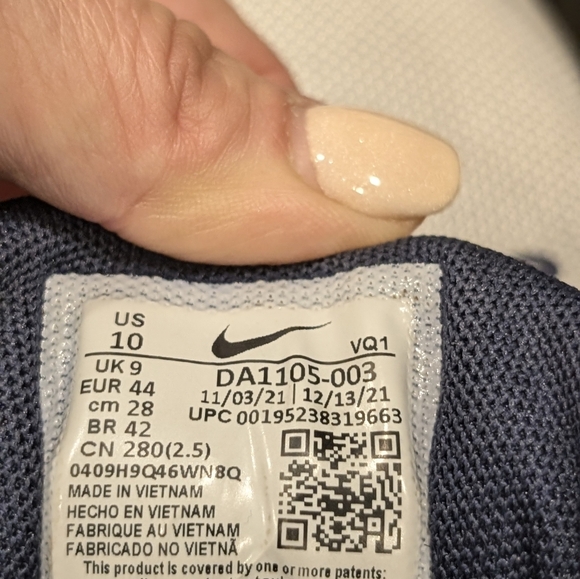 US
10
VQ1
UK 9
DA1105-003
EUR 44
11/03/21 | 12/13/21
cm 28
UPC 00195238319663
BR 42
CN 280(2.5)
0409H9Q46WN8Q
MADE IN VIETNAM
HECHO EN VIETNAM
FABRIQUE AU VIETNAM
FABRICADO NO VIETNÃ
This product is covered by one or more patents: